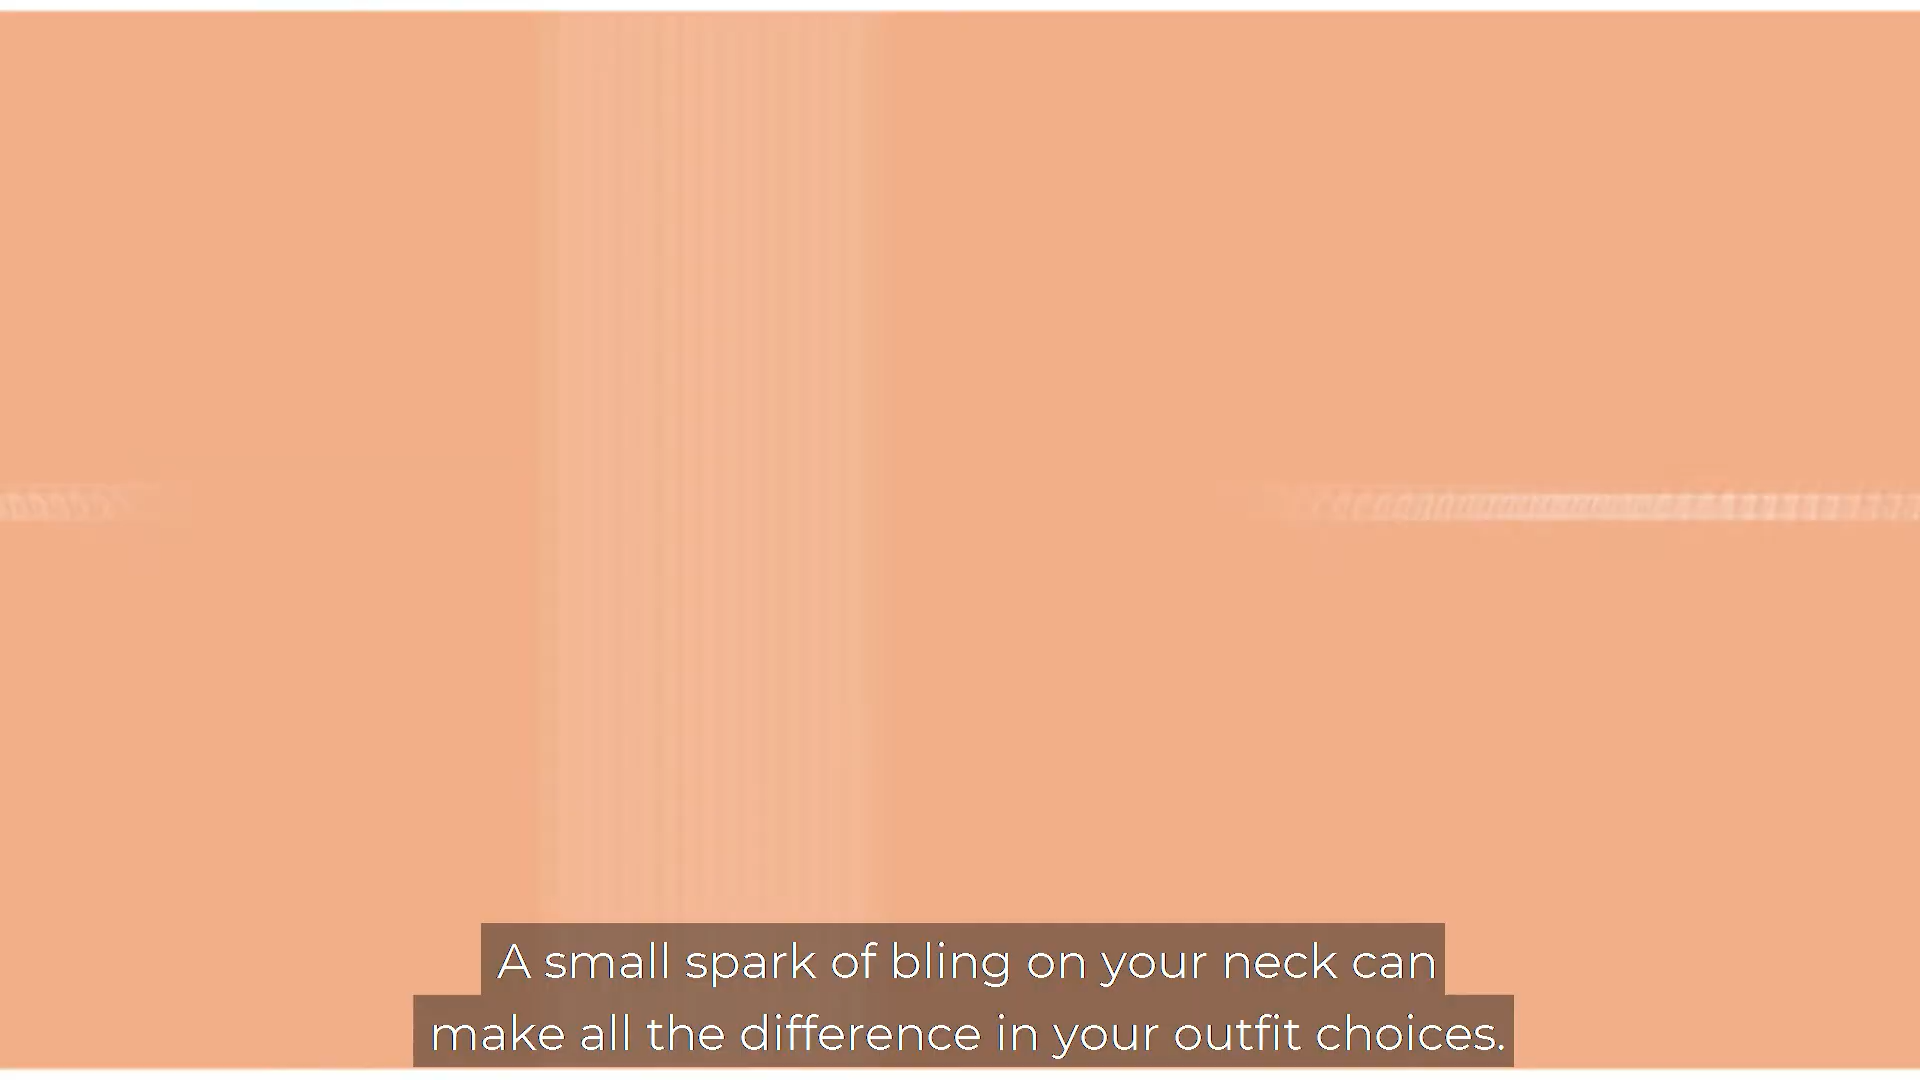 A small spark of bling on your neck can
make all the difference in your outfit choices.